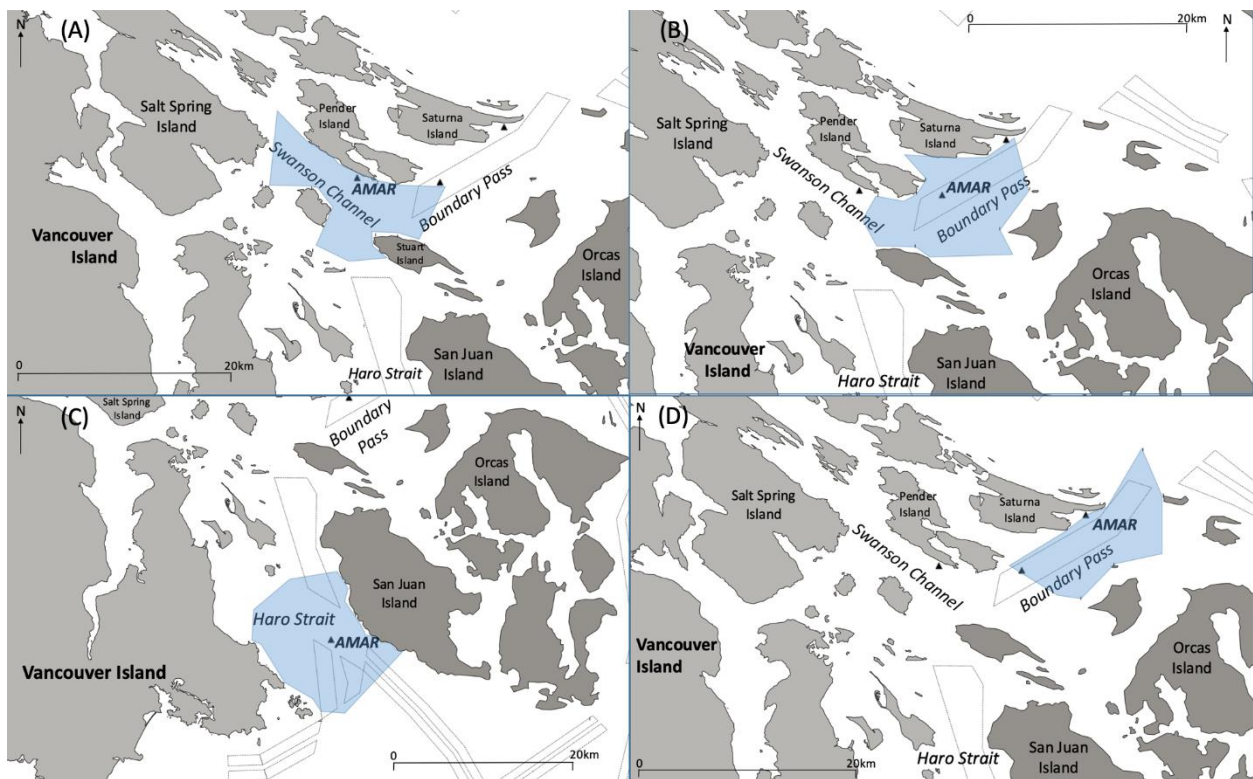 (A)
N
Salt Spring
Island
Pender
Island
Saturna
Island
Swanson Channel
AMAR
Boundary Pass
Vancouver
Island
Stuart
Island
Orcas
Island
San Juan
Island
Haro Strait
0
20km
(B)
0
20km
N
Salt Spring
Island
Pender
Island
Saturna
Island
Swanson Channel
AMAR
Boundary Pass
Orcas
Island
Vancouver
Island
San Juan
Island
Haro Strait
(C)
N
Salt Spring
Island
Boundary
Pass
Orcas
Island
San Juan
Island
Haro Strait
AMAR
Vancouver Island
0
20km
(D)
N
Salt Spring
Island
Pender
Island
Saturna
Island
AMAR
Swanson Channel
Boundary Pass
Vancouver
Island
Orcas
Island
San Juan
Island
Haro Strait
0
20km